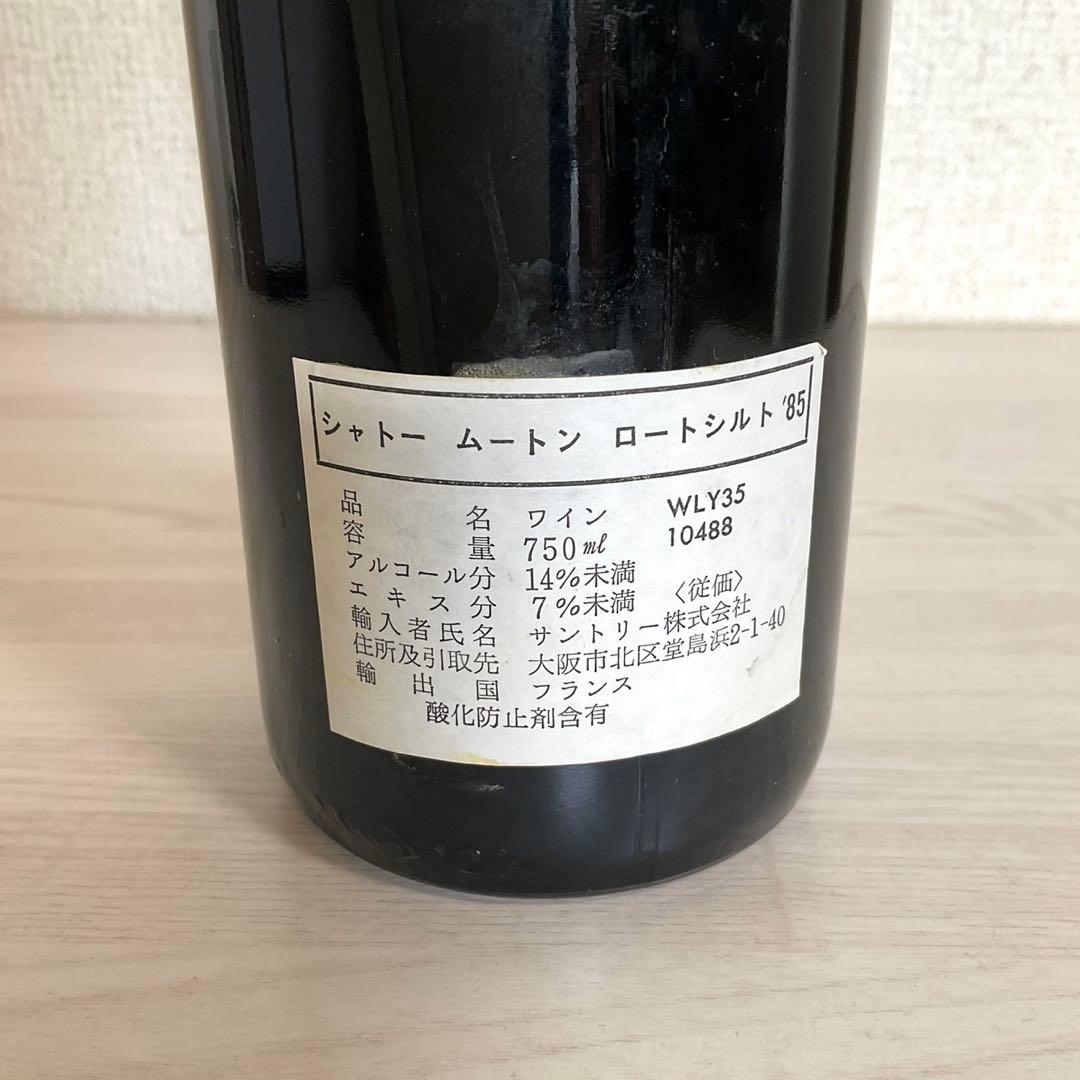 シャトー ムートン ロートシルト '85
品名 ワイン WLY35
容量 750ml 10488
アルコール分 14%未満
エキス分 7%未満 〈従価〉
輸入者氏名 サントリー株式会社
住所及引取先 大阪市北区堂島浜2-1-40
輸出国 フランス
酸化防止剤含有